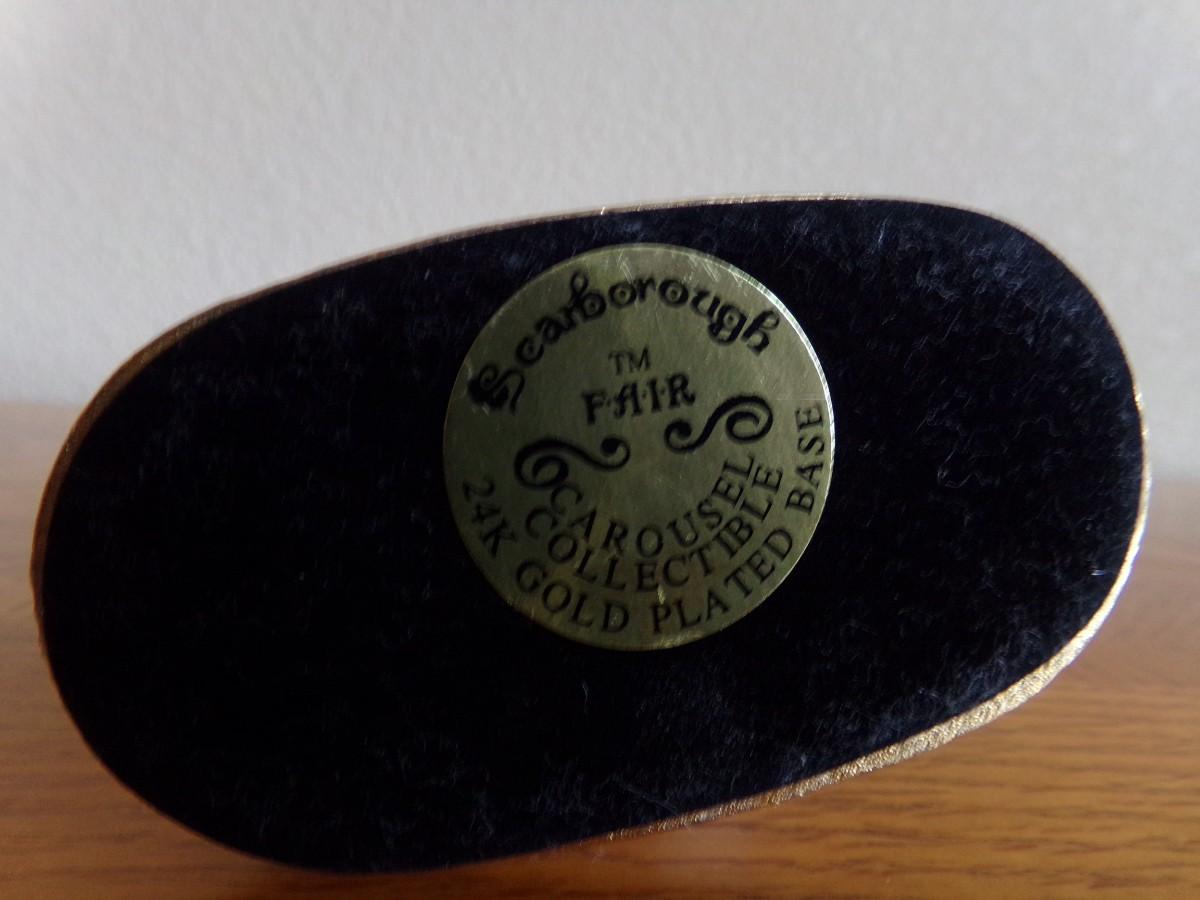 Scarborough
TM
F·A·I·R
CAROUSEL
COLLECTIBLE
24K GOLD PLATED BASE